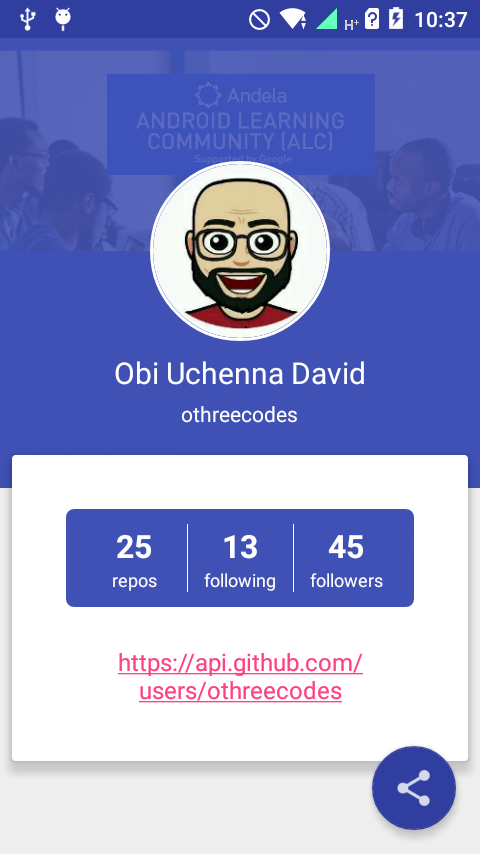 H+
10:37
Andela
ANDROID LEARNING
COMMUNITY (ALC)
Supported by Google
Obi Uchenna David
othreecodes
25
repos
13
following
45
followers
https://api.github.com/
users/othreecodes